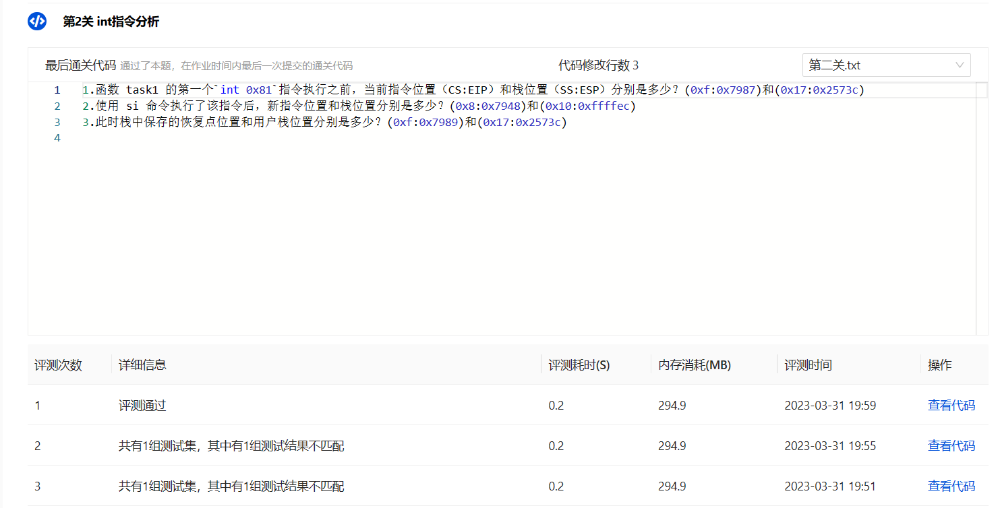 第2关 int指令分析
最后通关代码 通过了本题，在作业时间内最后一次提交的通关代码 代码修改行数 3 第二关.txt
1 1.函数 task1 的第一个`int 0x81`指令执行之前，当前指令位置（CS:EIP）和栈位置（SS:ESP）分别是多少？(0xf:0x7987)和(0x17:0x2573c)
2 2.使用 si 命令执行了该指令后，新指令位置和栈位置分别是多少？(0x8:0x7948)和(0x10:0xffffec)
3 3.此时栈中保存的恢复点位置和用户栈位置分别是多少？(0xf:0x7989)和(0x17:0x2573c)
4
评测次数 详细信息 评测耗时(S) 内存消耗(MB) 评测时间 操作
1 评测通过 0.2 294.9 2023-03-31 19:59 查看代码
2 共有1组测试集，其中有1组测试结果不匹配 0.2 294.9 2023-03-31 19:55 查看代码
3 共有1组测试集，其中有1组测试结果不匹配 0.2 294.9 2023-03-31 19:51 查看代码